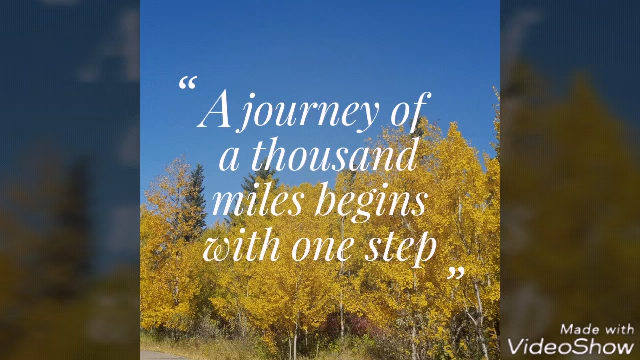 “ A journey of
a thousand
miles begins
with one step ”
Made with
VideoShow